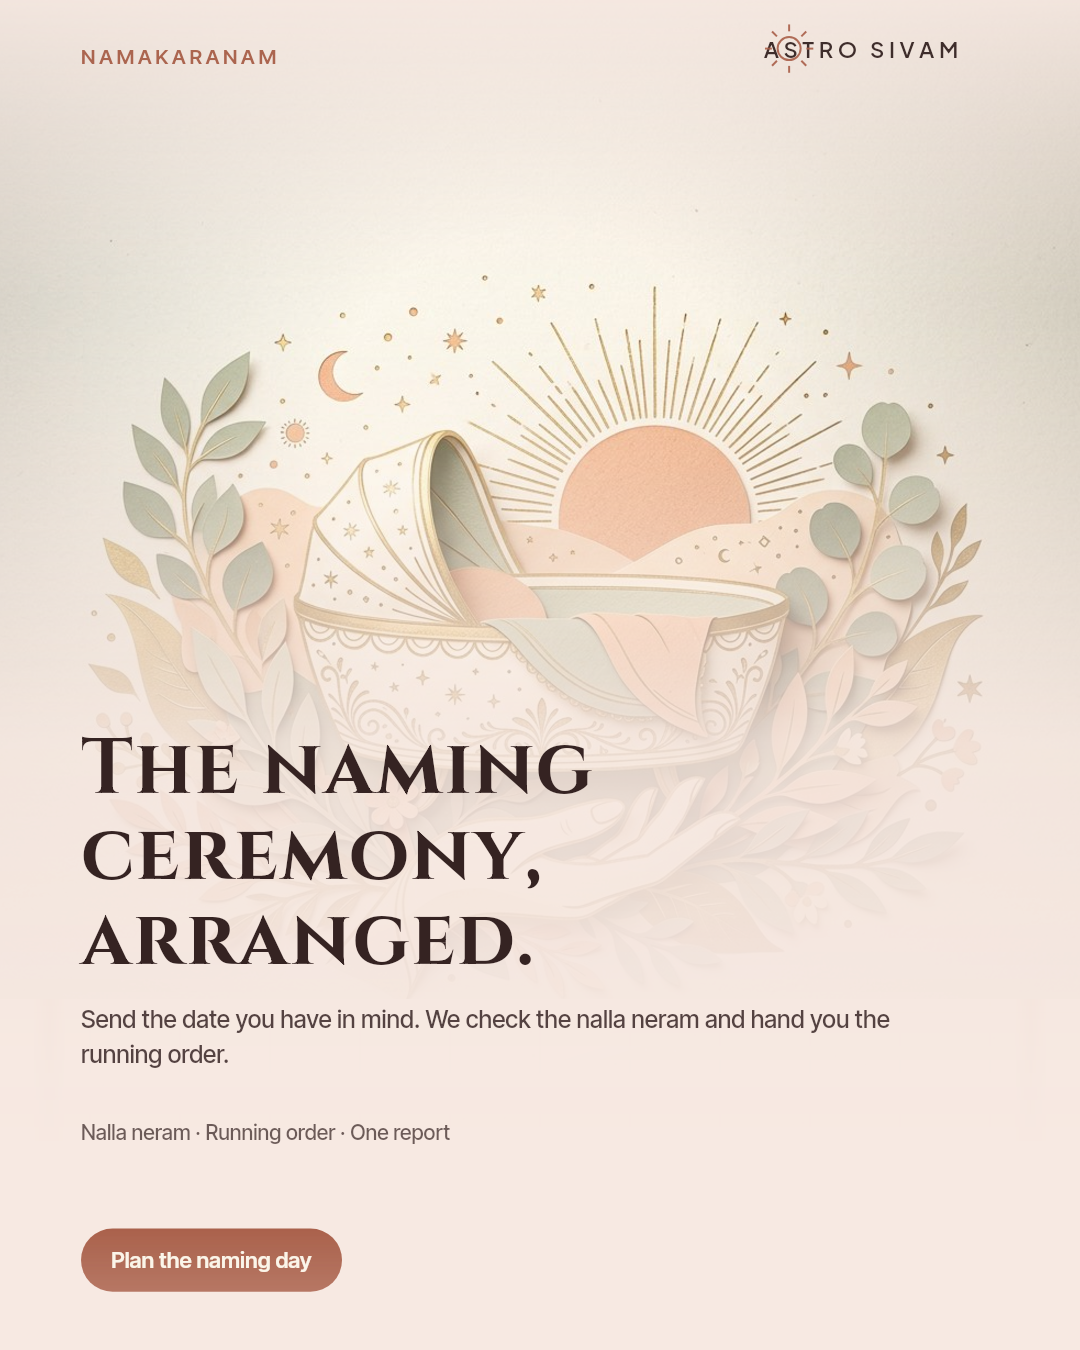 NAMAKARANAM
ASTRO SIVAM
THE NAMING
CEREMONY,
ARRANGED.
Send the date you have in mind. We check the nalla neram and hand you the
running order.
Nalla neram · Running order · One report
Plan the naming day